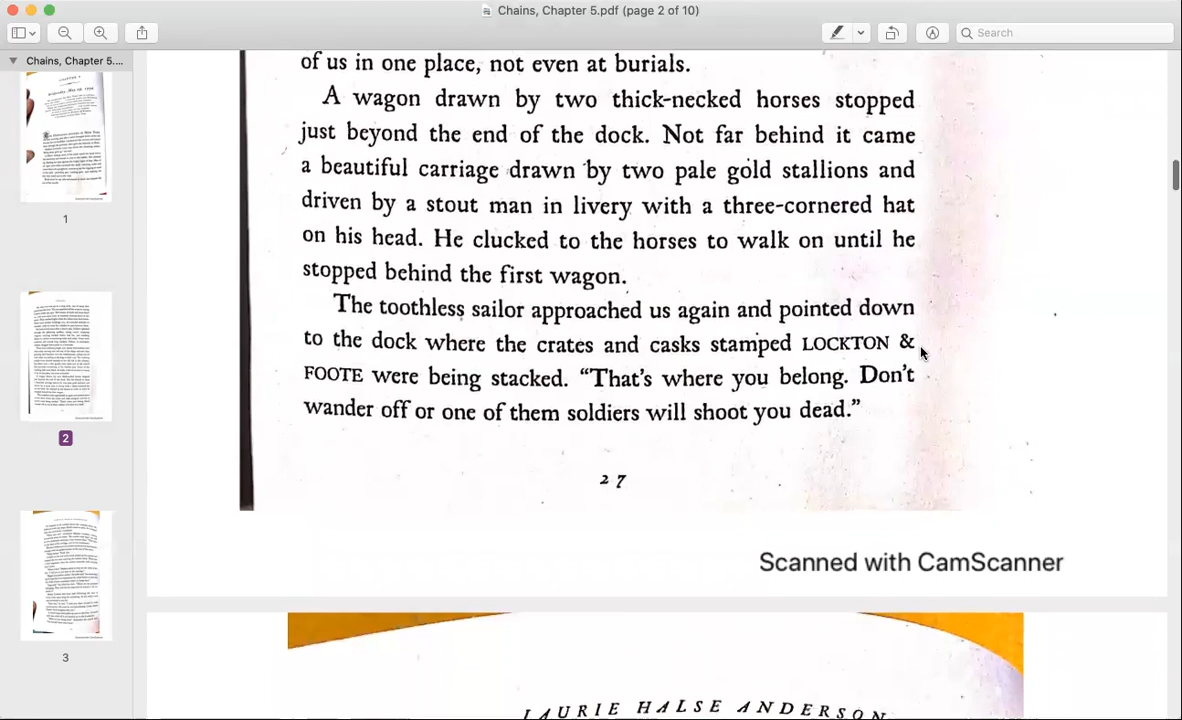 Chains, Chapter 5.pdf (page 2 of 10)
Search
Chains, Chapter 5....
1
2
3
of us in one place, not even at burials.
A wagon drawn by two thick-necked horses stopped
just beyond the end of the dock. Not far behind it came
a beautiful carriage drawn by two pale gold stallions and
driven by a stout man in livery with a three-cornered hat
on his head. He clucked to the horses to walk on until he
stopped behind the first wagon.
The toothless sailor approached us again and pointed down
to the dock where the crates and casks stamped LOCKTON &
FOOTE were being stacked. “That’s where you belong. Don’t
wander off or one of them soldiers will shoot you dead.”
27
Scanned with CamScanner
LAURIE HALSE ANDERSON